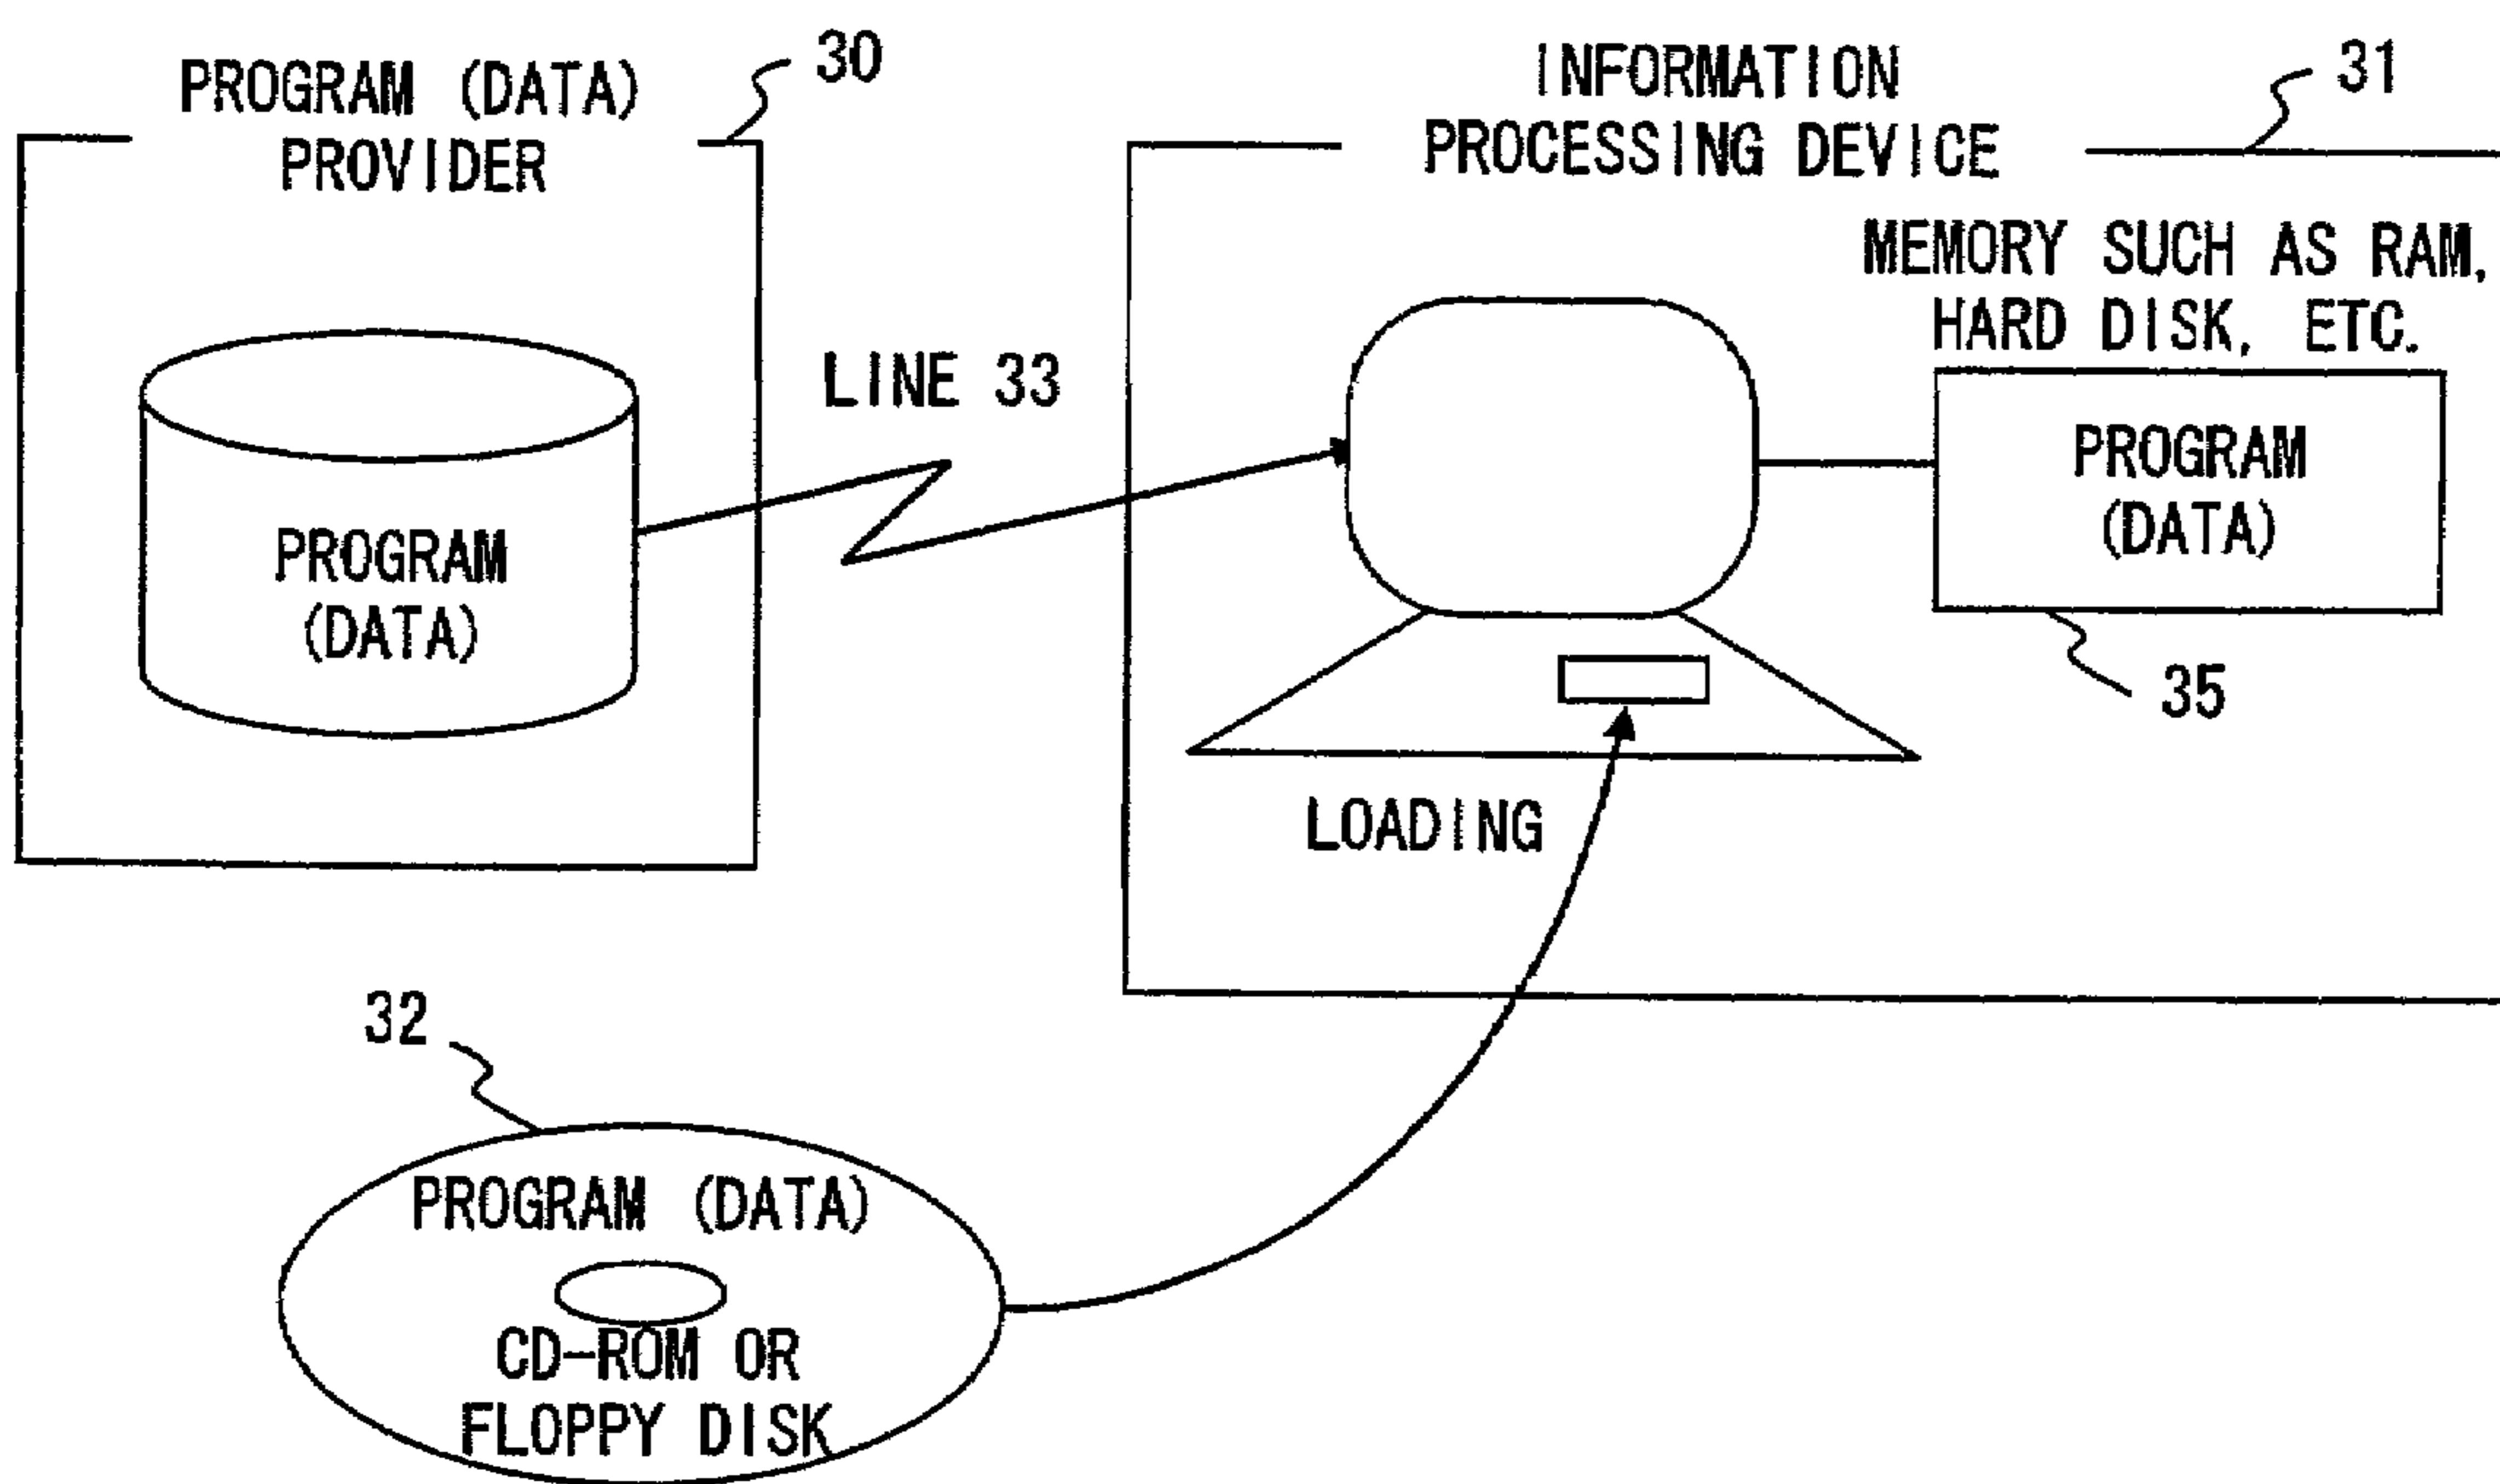 PROGRAM (DATA)
PROVIDER
30
PROGRAM
(DATA)
LINE 33
INFORMATION
PROCESSING DEVICE
31
MEMORY SUCH AS RAM,
HARD DISK, ETC.
PROGRAM
(DATA)
35
LOADING
32
PROGRAM (DATA)
CD-ROM OR
FLOPPY DISK